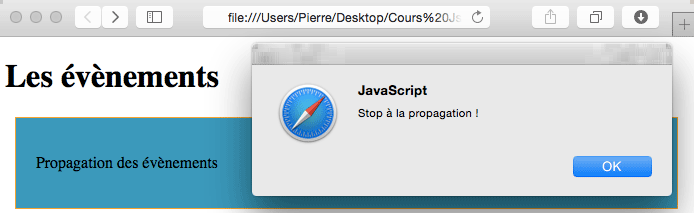 file:///Users/Pierre/Desktop/Cours%20Js
Les évènements
JavaScript
Stop à la propagation !
Propagation des évènements
OK